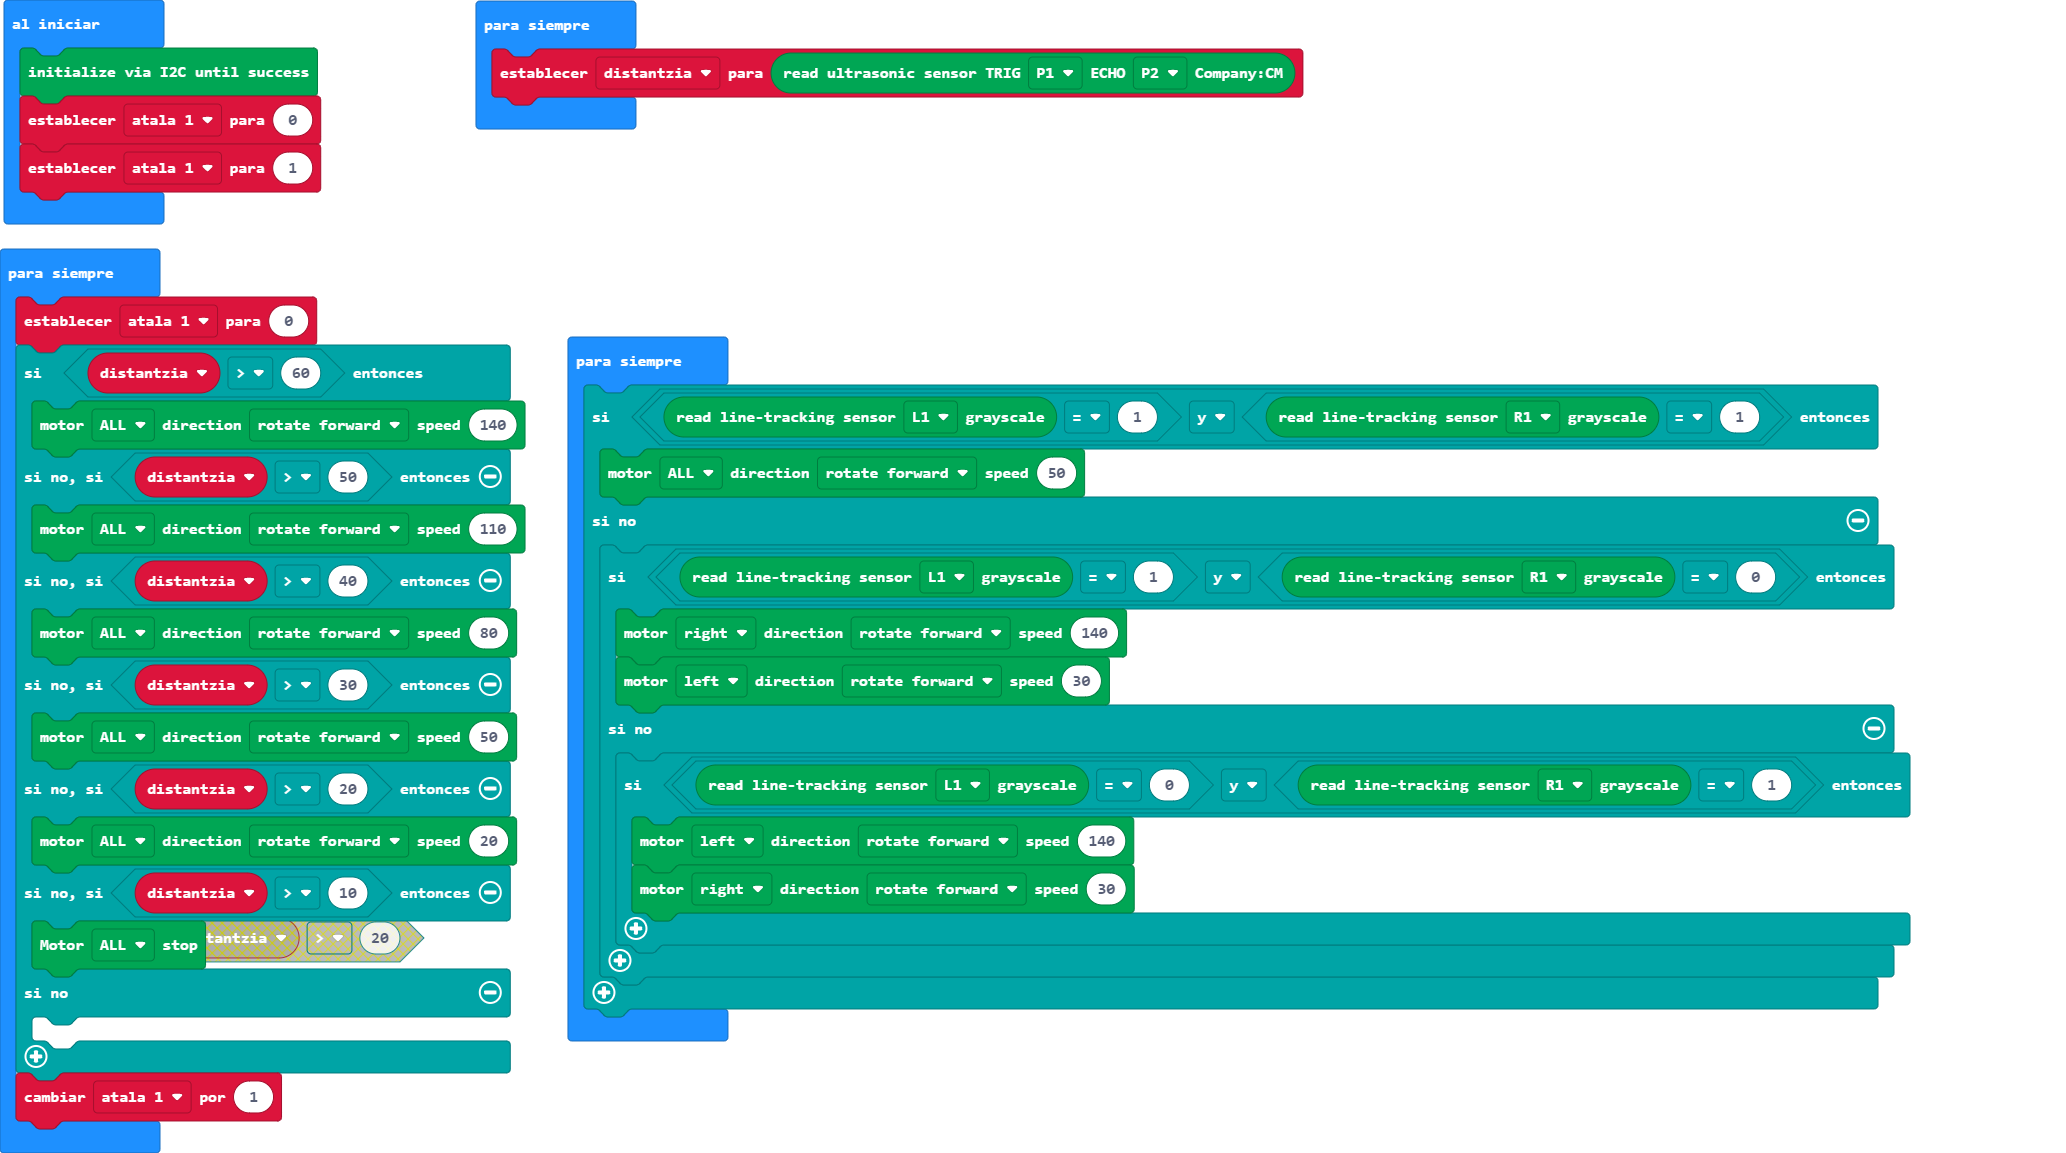 al iniciar
initialize via I2C until success
establecer atala 1 para 0
establecer atala 1 para 1
para siempre
establecer distantzia para read ultrasonic sensor TRIG P1 ECHO P2 Company:CM
para siempre
establecer atala 1 para 0
si distantzia > 60 entonces
motor ALL direction rotate forward speed 140
si no, si distantzia > 50 entonces
motor ALL direction rotate forward speed 110
si no, si distantzia > 40 entonces
motor ALL direction rotate forward speed 80
si no, si distantzia > 30 entonces
motor ALL direction rotate forward speed 50
si no, si distantzia > 20 entonces
motor ALL direction rotate forward speed 20
si no, si distantzia > 10 entonces
Motor ALL stop tantzia > 20
si no
cambiar atala 1 por 1
para siempre
si read line-tracking sensor L1 grayscale = 1 y read line-tracking sensor R1 grayscale = 1 entonces
motor ALL direction rotate forward speed 50
si no
si read line-tracking sensor L1 grayscale = 1 y read line-tracking sensor R1 grayscale = 0 entonces
motor right direction rotate forward speed 140
motor left direction rotate forward speed 30
si no
si read line-tracking sensor L1 grayscale = 0 y read line-tracking sensor R1 grayscale = 1 entonces
motor left direction rotate forward speed 140
motor right direction rotate forward speed 30